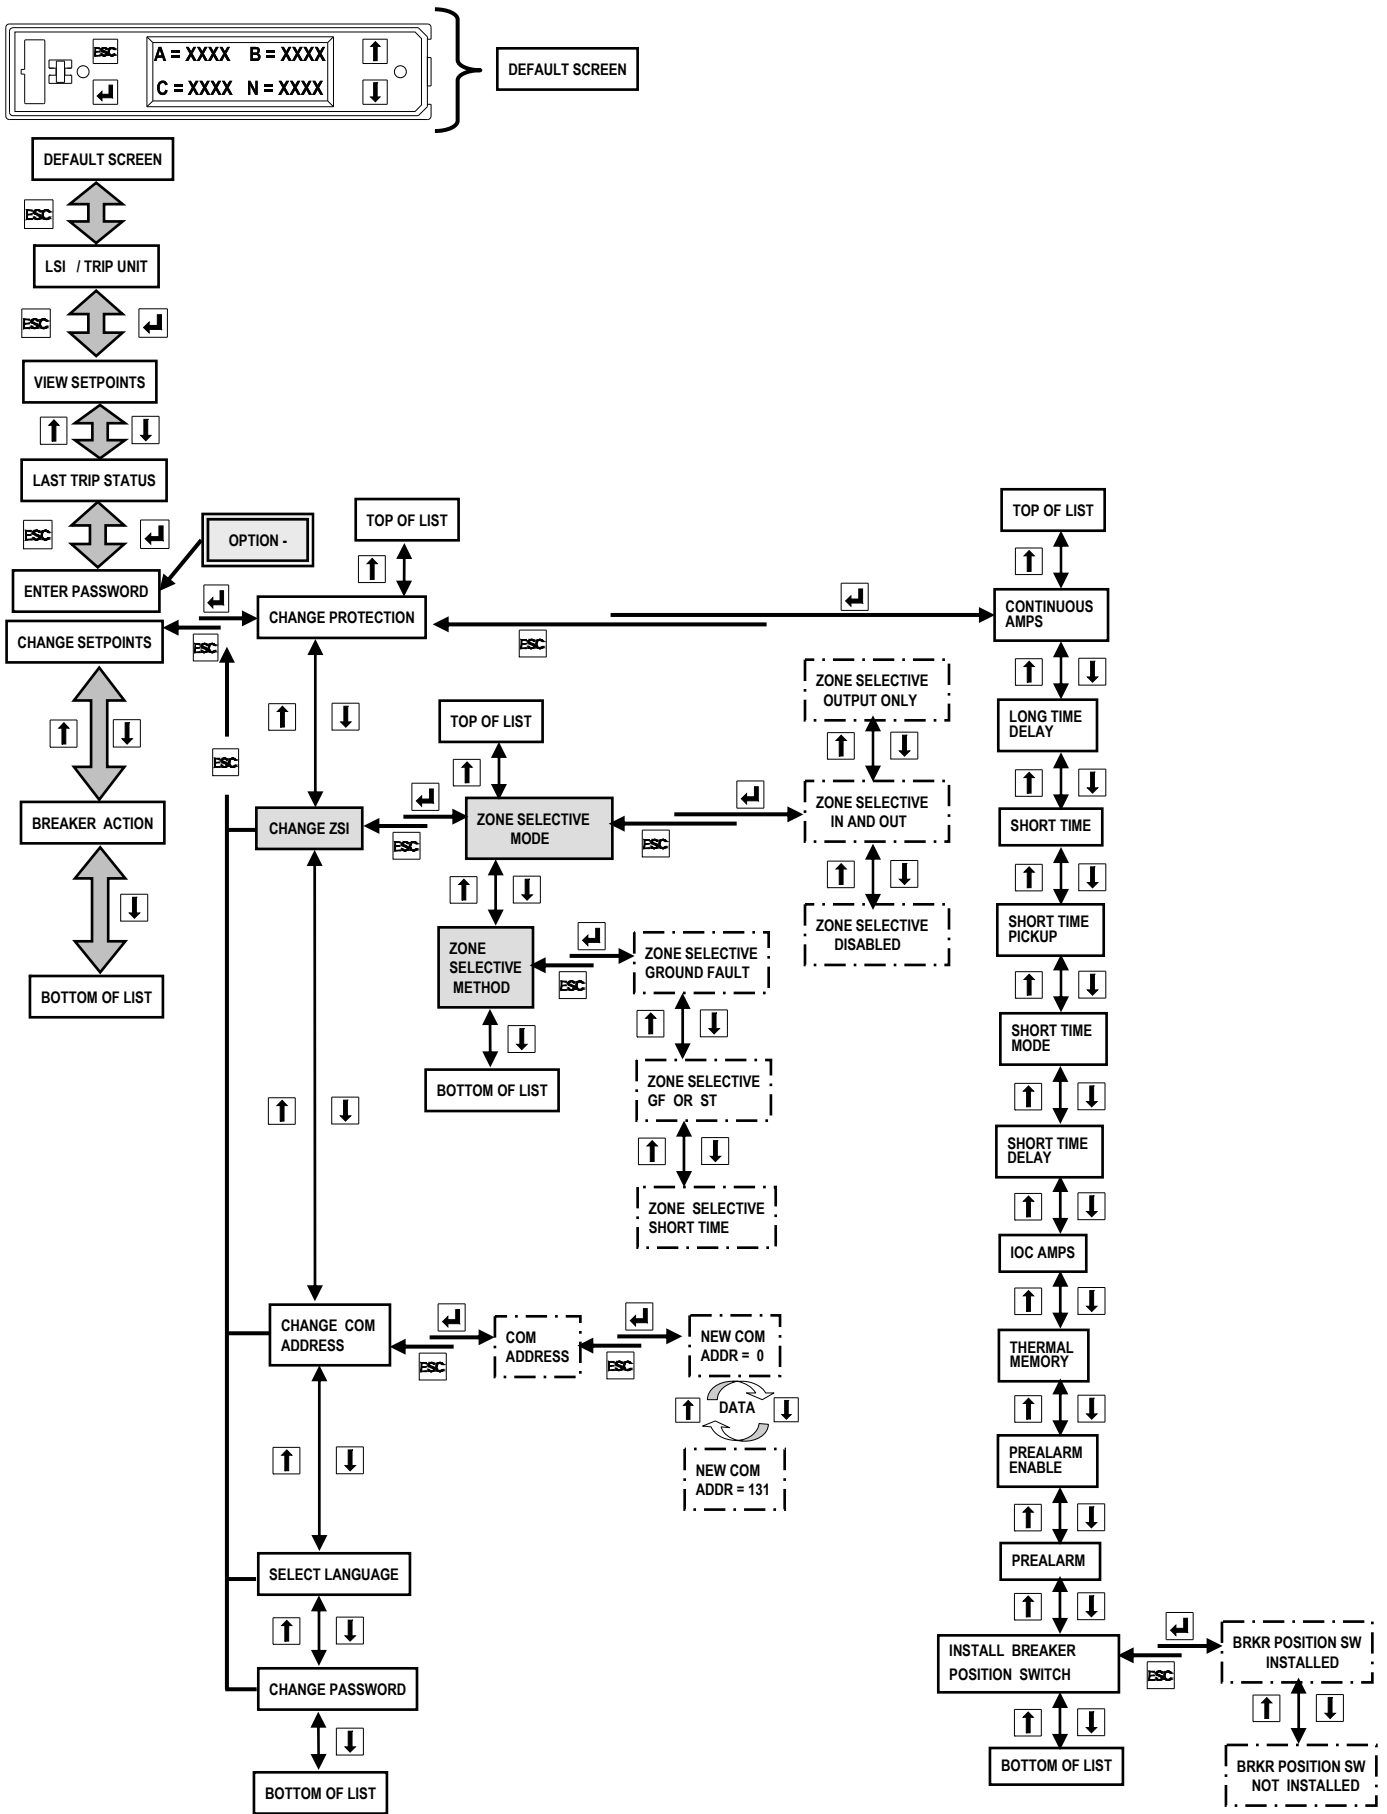 ESC
A = XXXX B = XXXX
C = XXXX N = XXXX
DEFAULT SCREEN
DEFAULT SCREEN
ESC
LSI / TRIP UNIT
ESC
VIEW SETPOINTS
LAST TRIP STATUS
ESC
OPTION -
ENTER PASSWORD
CHANGE SETPOINTS
ESC
BREAKER ACTION
BOTTOM OF LIST
TOP OF LIST
CHANGE PROTECTION
ESC
ESC
CHANGE ZSI
ESC
TOP OF LIST
ZONE SELECTIVE
MODE
ESC
ZONE SELECTIVE
OUTPUT ONLY
ZONE SELECTIVE
IN AND OUT
ZONE SELECTIVE
DISABLED
ZONE
SELECTIVE
METHOD
ESC
BOTTOM OF LIST
ZONE SELECTIVE
GROUND FAULT
ZONE SELECTIVE
GF OR ST
ZONE SELECTIVE
SHORT TIME
CHANGE COM
ADDRESS
ESC
COM
ADDRESS
ESC
NEW COM
ADDR = 0
DATA
NEW COM
ADDR = 131
SELECT LANGUAGE
CHANGE PASSWORD
BOTTOM OF LIST
TOP OF LIST
CONTINUOUS
AMPS
LONG TIME
DELAY
SHORT TIME
SHORT TIME
PICKUP
SHORT TIME
MODE
SHORT TIME
DELAY
IOC AMPS
THERMAL
MEMORY
PREALARM
ENABLE
PREALARM
INSTALL BREAKER
POSITION SWITCH
ESC
BRKR POSITION SW
INSTALLED
BRKR POSITION SW
NOT INSTALLED
BOTTOM OF LIST